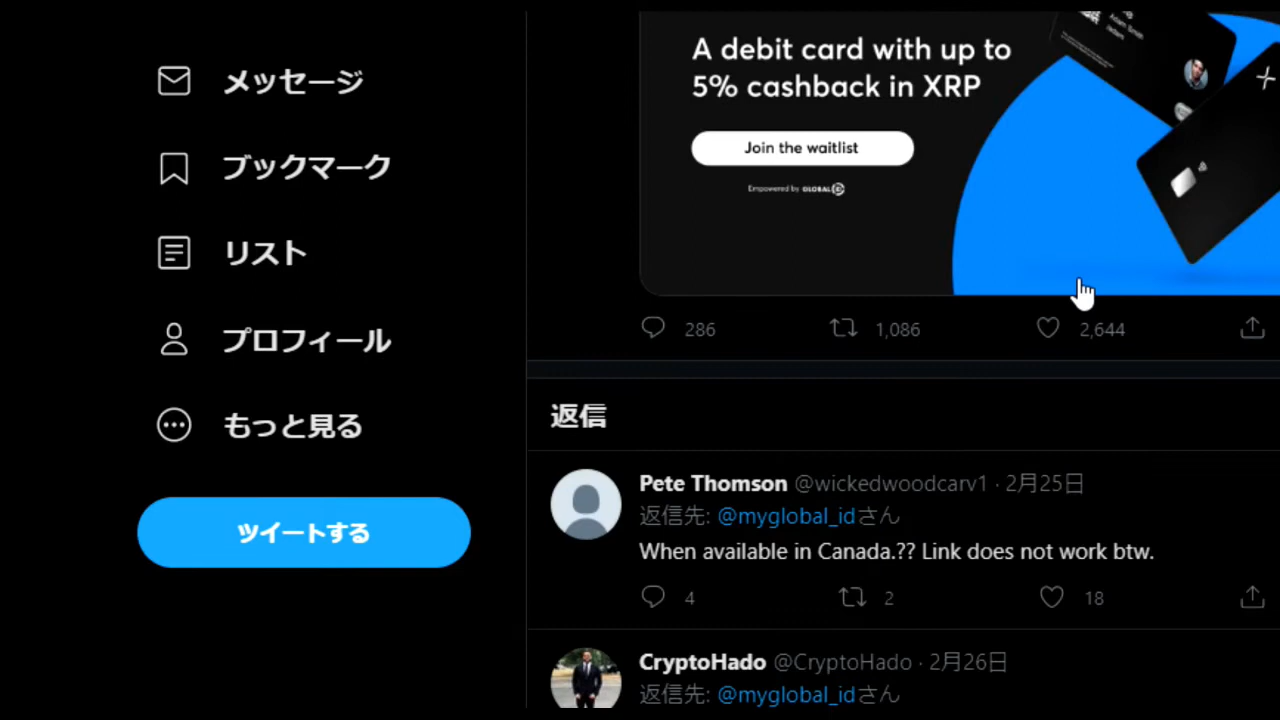 メッセージ
ブックマーク
リスト
プロフィール
もっと見る
ツイートする
A debit card with up to
5% cashback in XRP
Join the waitlist
Empowered by GLOBAL iD
286
1,086
2,644
返信
Pete Thomson @wickedwoodcarv1 · 2月25日
返信先: @myglobal_idさん
When available in Canada.?? Link does not work btw.
4
2
18
CryptoHado @CryptoHado · 2月26日
返信先: @myglobal_idさん